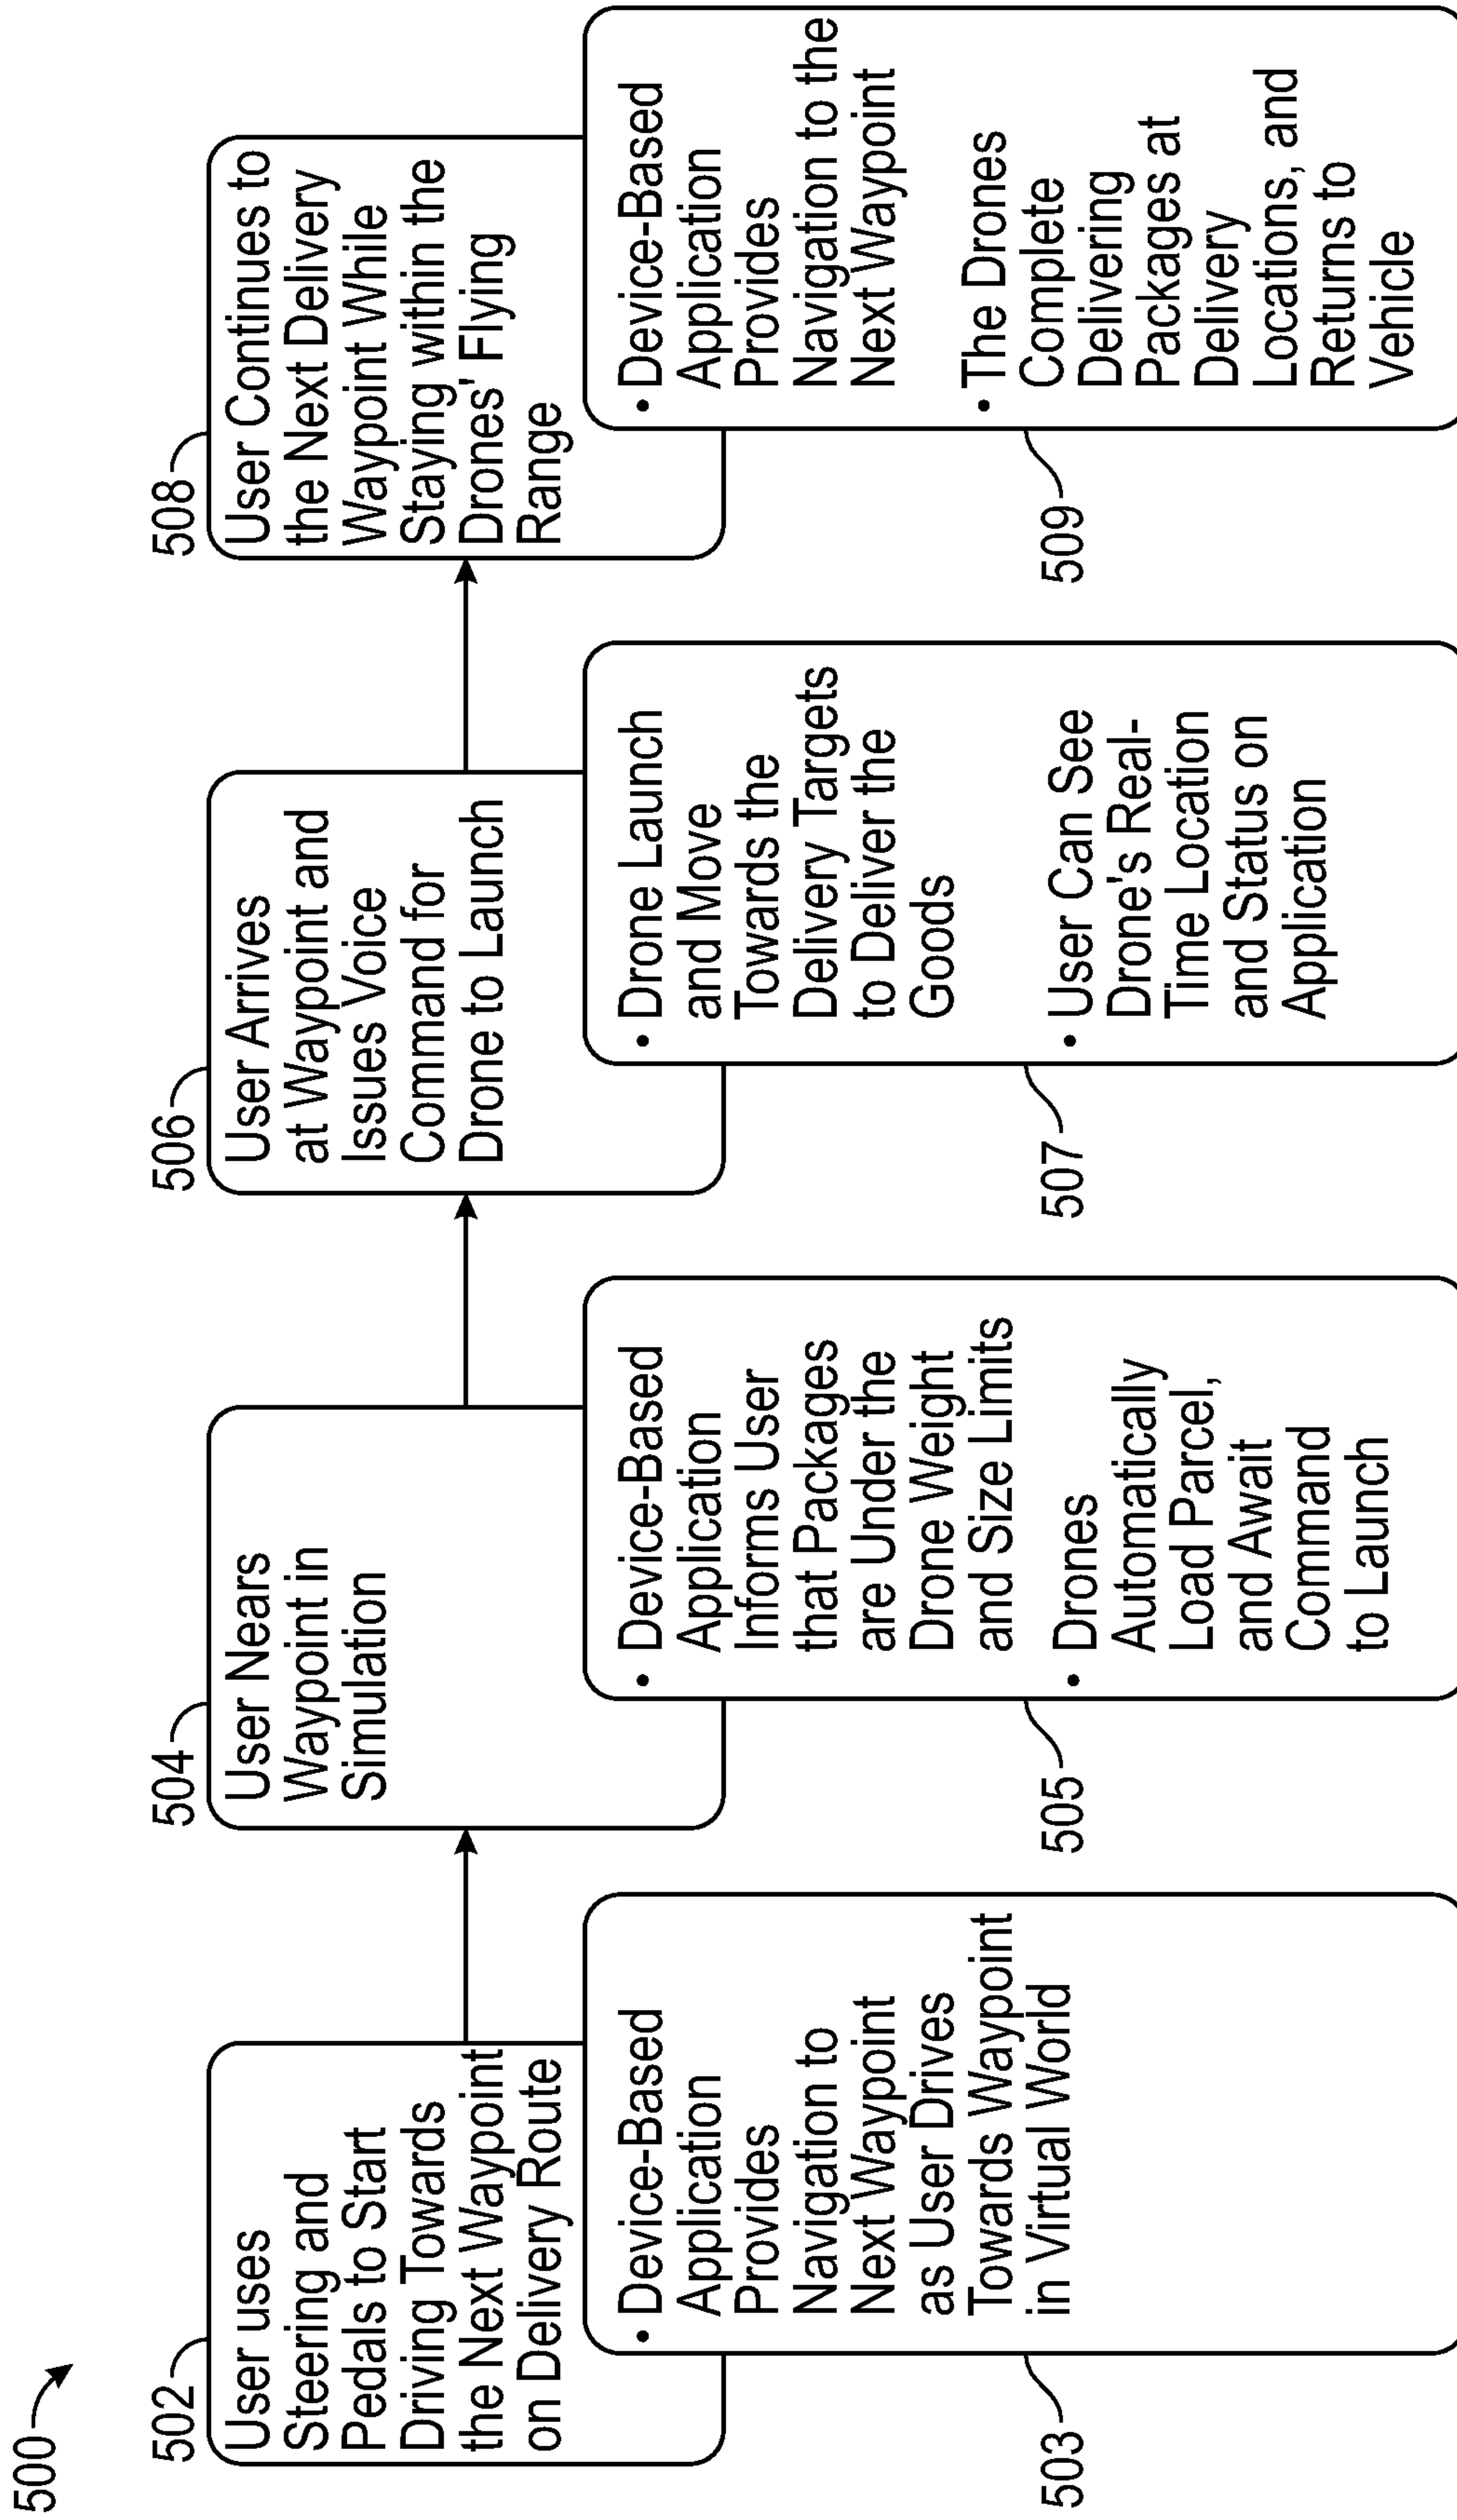 500
502
User uses
Steering and
Pedals to Start
Driving Towards
the Next Waypoint
on Delivery Route
503
• Device-Based
Application
Provides
Navigation to
Next Waypoint
as User Drives
Towards Waypoint
in Virtual World
504
User Nears
Waypoint in
Simulation
505
• Device-Based
Application
Informs User
that Packages
are Under the
Drone Weight
and Size Limits
• Drones
Automatically
Load Parcel,
and Await
Command
to Launch
506
User Arrives
at Waypoint and
Issues Voice
Command for
Drone to Launch
507
• Drone Launch
and Move
Towards the
Delivery Targets
to Deliver the
Goods
• User Can See
Drone's Real-
Time Location
and Status on
Application
508
User Continues to
the Next Delivery
Waypoint While
Staying within the
Drones' Flying
Range
509
• Device-Based
Application
Provides
Navigation to the
Next Waypoint
• The Drones
Complete
Delivering
Packages at
Delivery
Locations, and
Returns to
Vehicle